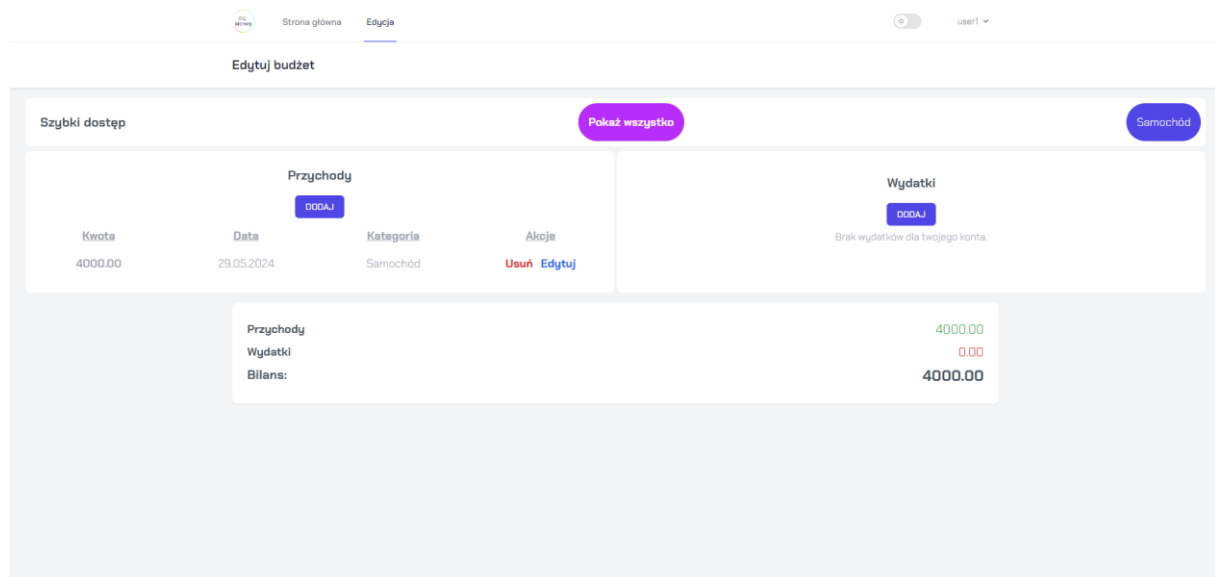 Strona główna Edycja user1
Edytuj budżet
Szybki dostęp Pokaż wszystko Samochód
Przychody
DODAJ
Kwota Data Kategoria Akcje
4000.00 29.05.2024 Samochód Usuń Edytuj
Wydatki
DODAJ
Brak wydatków dla twojego konta.
Przychody 4000.00
Wydatki 0.00
Bilans: 4000.00